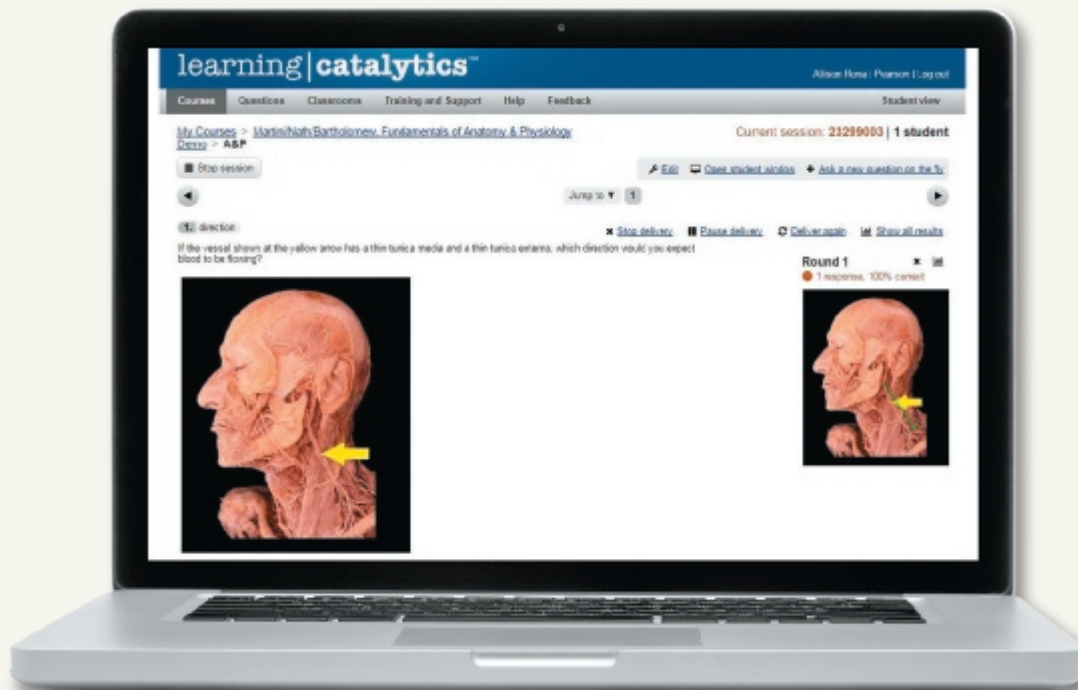 learning|catalytics™
Allison Rona | Pearson | Log out
Courses Questions Classrooms Training and Support Help Feedback Student view
My Courses > Martini/Nath/Bartholomew, Fundamentals of Anatomy & Physiology
Demo > A&P
Current session: 23299003 | 1 student
Stop session
Edit Open student window Ask a new question on the fly
Jump to ▼ 1
1. direction
Stop delivery Pause delivery Deliver again Show all results
If the vessel shown at the yellow arrow has a thin tunica media and a thin tunica externa, which direction would you expect
blood to be flowing?
Round 1
1 response, 100% correct